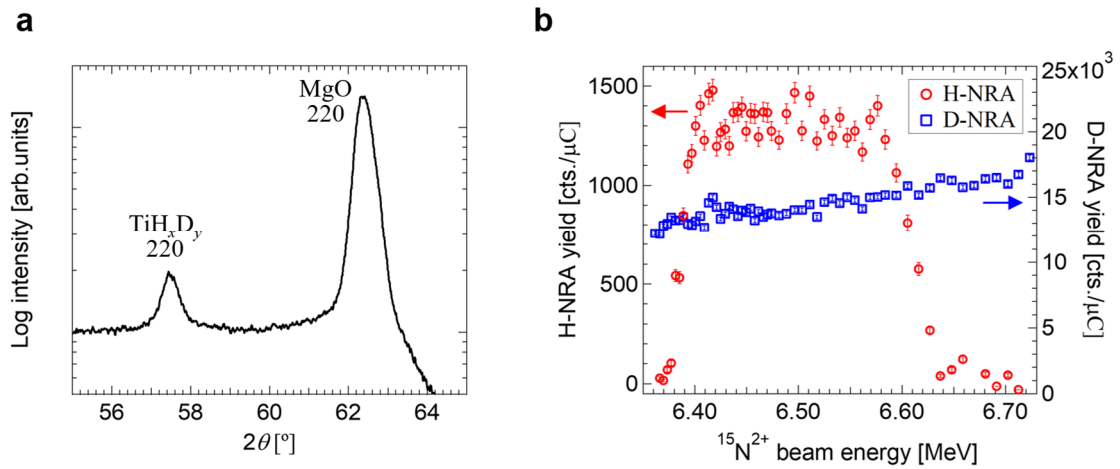 a
Log intensity [arb.units]
TiHxDy
220
MgO
220
56
58
60
62
64
2θ [º]
b
H-NRA yield [cts./μC]
1500
1000
500
0
H-NRA
D-NRA
25x10³
20
15
10
5
0
D-NRA yield [cts./μC]
6.40
6.50
6.60
6.70
¹⁵N²⁺ beam energy [MeV]